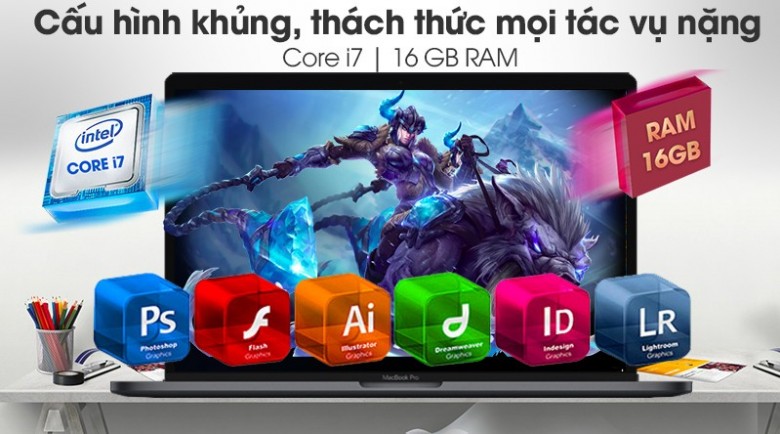 Cấu hình khủng, thách thức mọi tác vụ nặng
Core i7 | 16 GB RAM
intel
CORE i7
RAM
16GB
Ps
Photoshop
Graphics
Flash
Graphics
Ai
Illustrator
Graphics
Dreamweaver
Graphics
ID
Indesign
Graphics
LR
Lightroom
Graphics
MacBook Pro